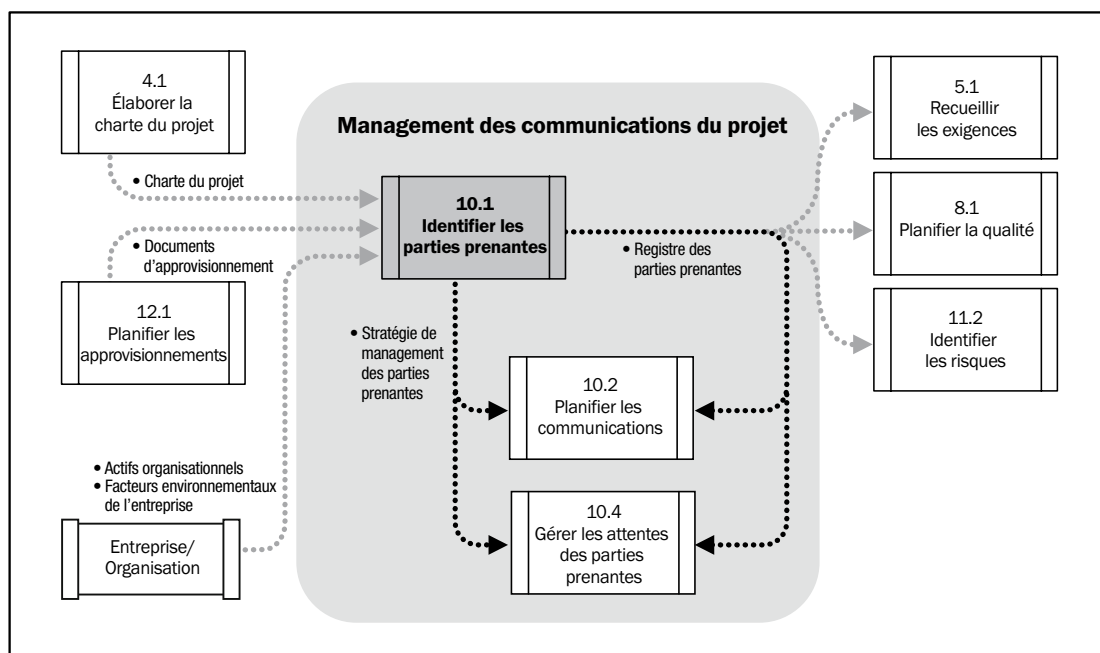 4.1
Élaborer la
charte du projet
• Charte du projet
• Documents
d’approvisionnement
12.1
Planifier les
approvisionnements
• Actifs organisationnels
• Facteurs environnementaux
de l’entreprise
Entreprise/
Organisation
Management des communications du projet
10.1
Identifier les
parties prenantes
• Registre des
parties prenantes
• Stratégie de
management
des parties
prenantes
10.2
Planifier les
communications
10.4
Gérer les attentes
des parties
prenantes
5.1
Recueillir
les exigences
8.1
Planifier la qualité
11.2
Identifier
les risques